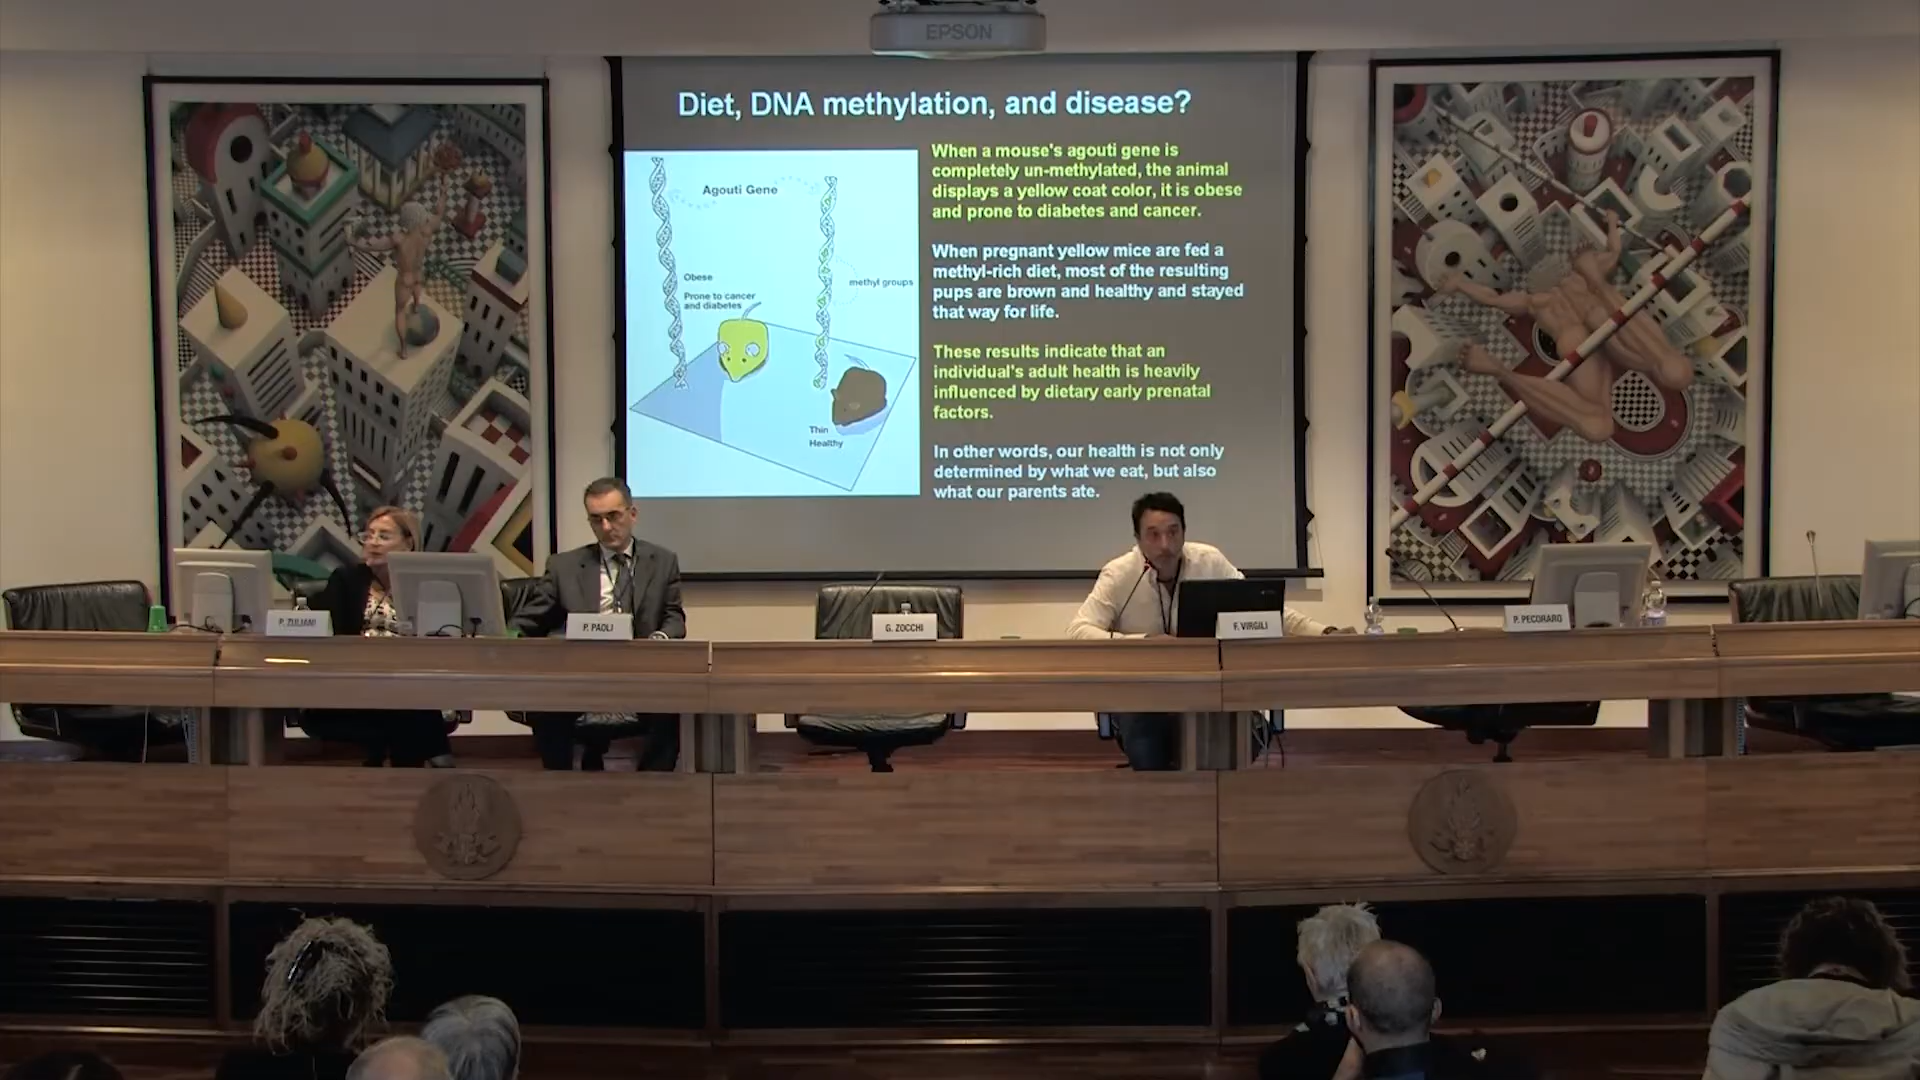 EPSON
Diet, DNA methylation, and disease?
Agouti Gene
Obese
Prone to cancer
and diabetes
methyl groups
Thin
Healthy
When a mouse's agouti gene is
completely un-methylated, the animal
displays a yellow coat color, it is obese
and prone to diabetes and cancer.
When pregnant yellow mice are fed a
methyl-rich diet, most of the resulting
pups are brown and healthy and stayed
that way for life.
These results indicate that an
individual's adult health is heavily
influenced by dietary early prenatal
factors.
In other words, our health is not only
determined by what we eat, but also
what our parents ate.
P. ZULIANI
P. PAOLI
G. ZOCCHI
F. VIRGILI
P. PECORARO